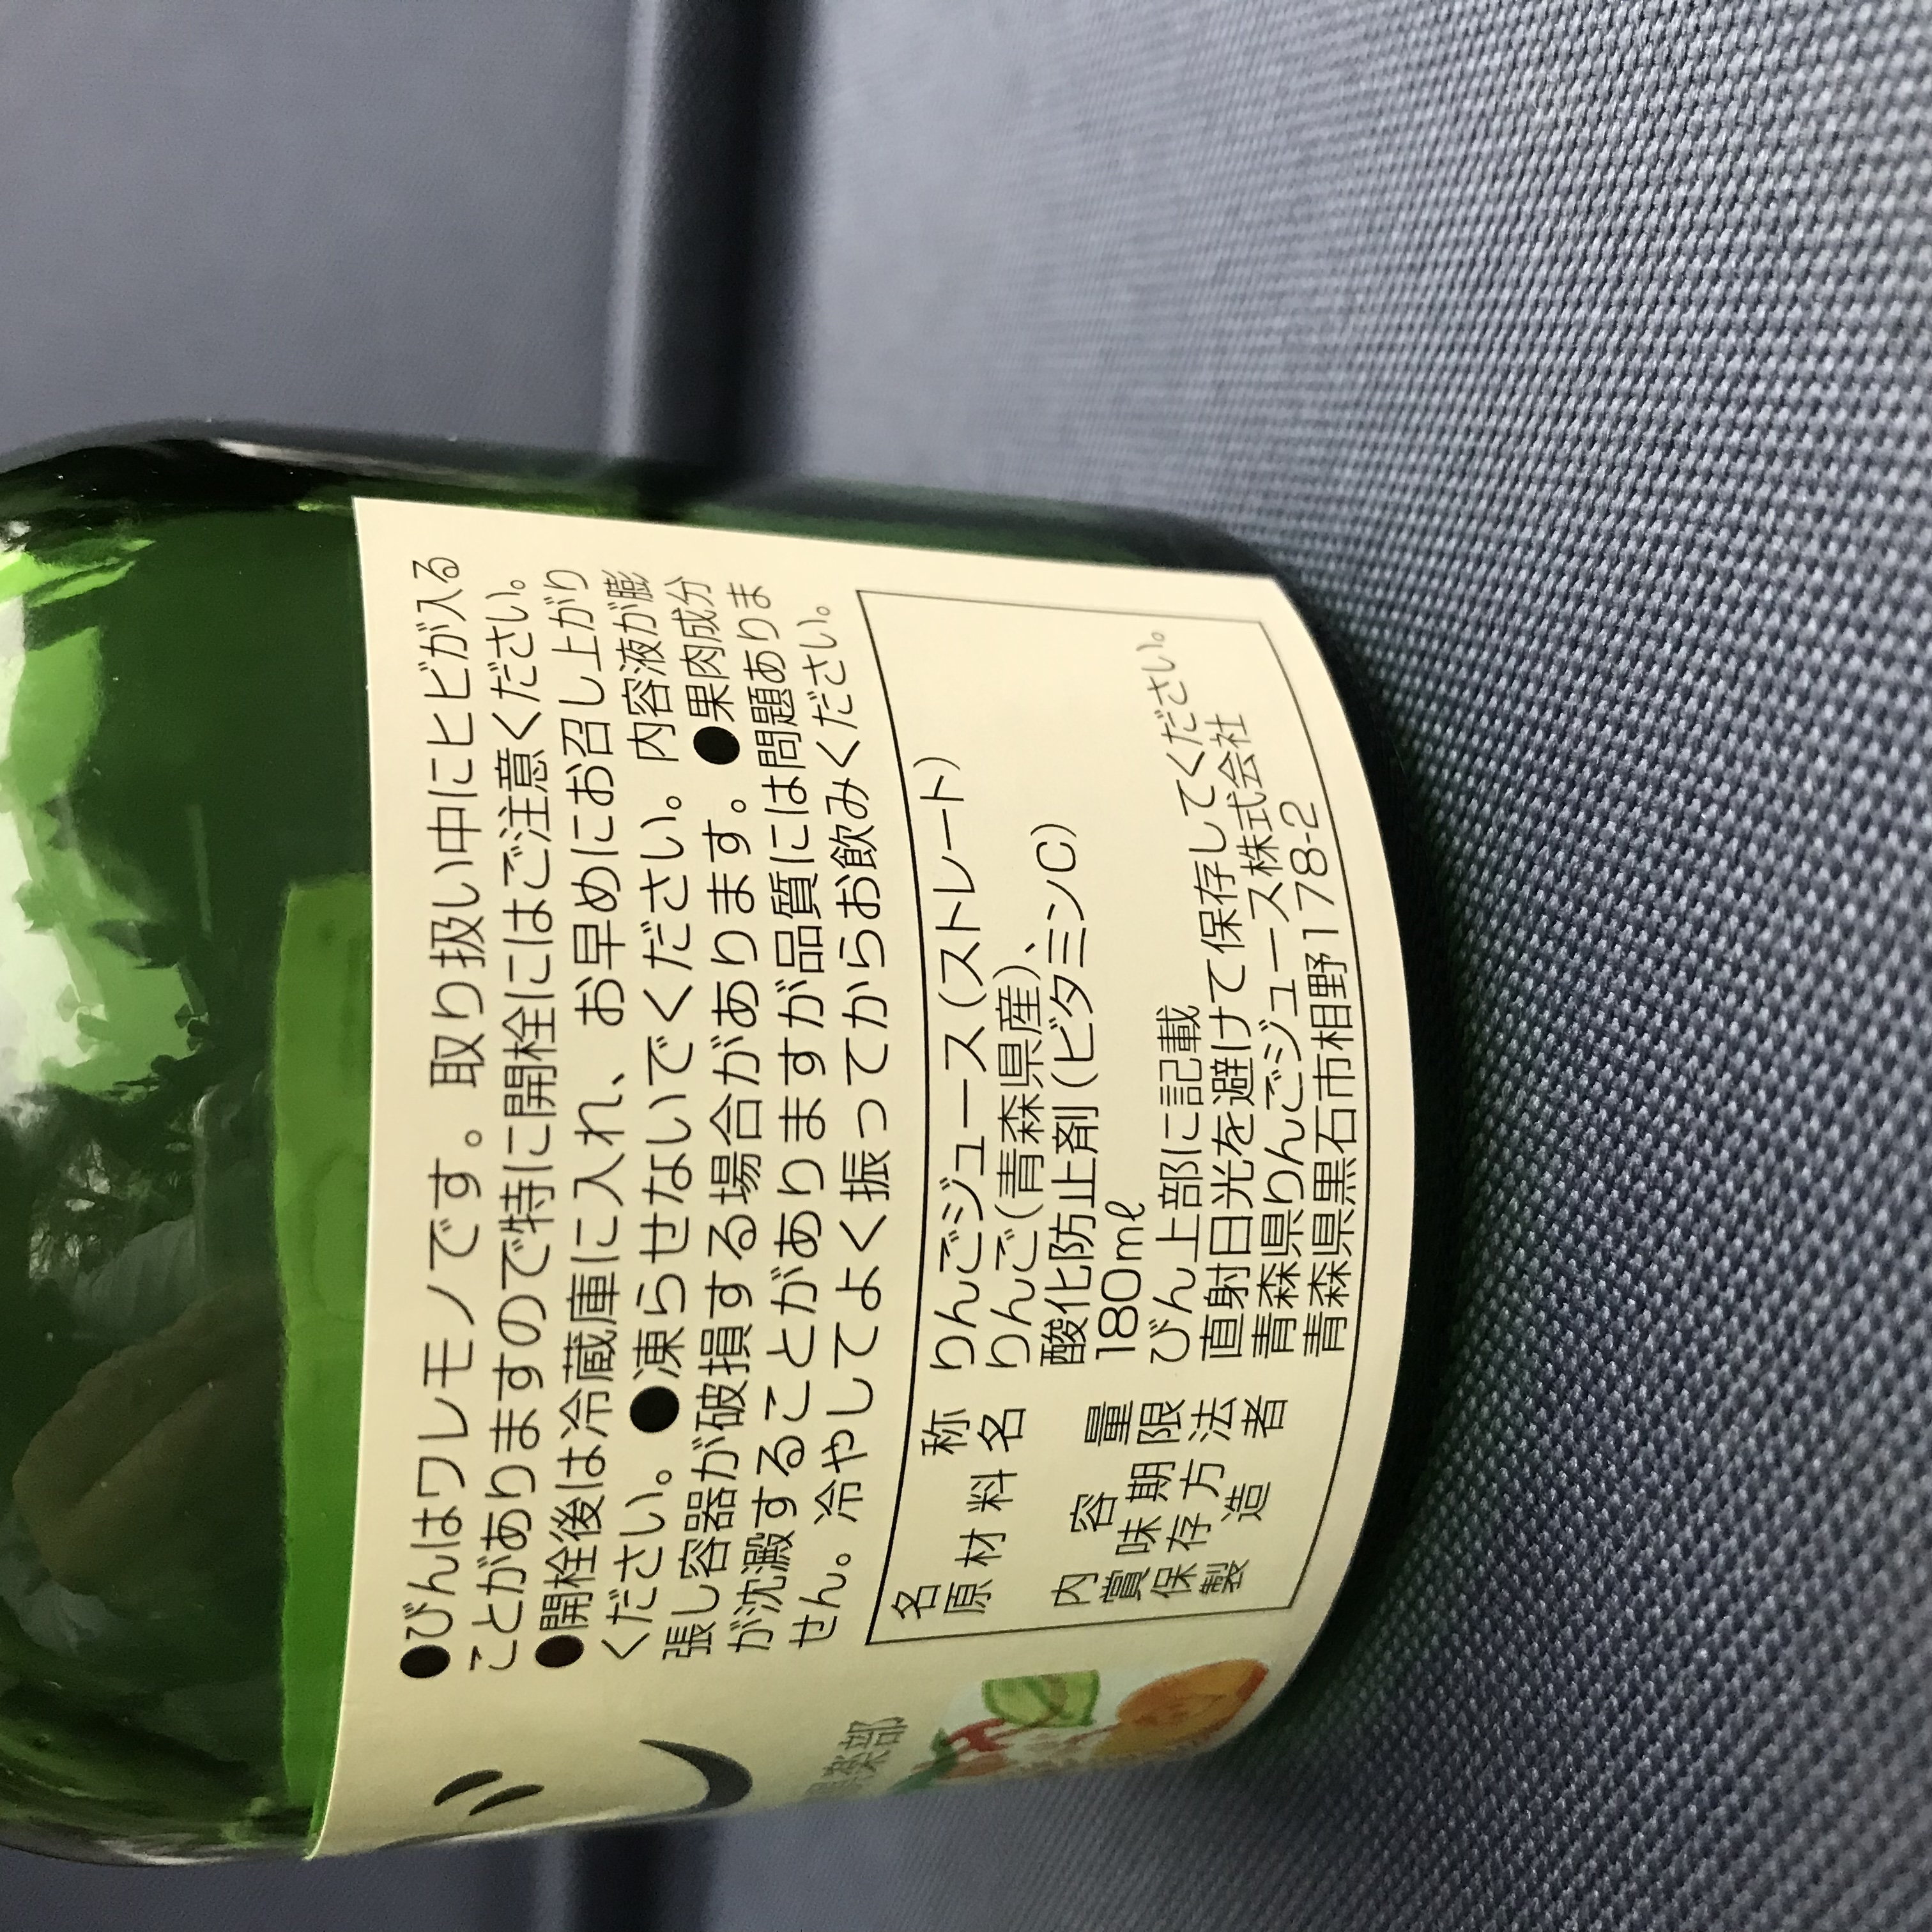 ●びんはワレモノです。取り扱い中にヒビが入る
ことがありますので特に開栓にはご注意ください。
●開栓後は冷蔵庫に入れ、お早めにお召し上がり
ください。●凍らせないでください。内容液が膨
張し容器が破損する場合があります。●果肉成分
が沈澱することがありますが品質には問題ありま
せん。冷やしてよく振ってからお飲みください。
名称 りんごジュース(ストレート)
原材料名 りんご(青森県産)、
酸化防止剤(ビタミンC)
内容量 180mℓ
賞味期限 びん上部に記載
保存方法 直射日光を避けて保存してください。
製造者 青森県りんごジュース株式会社
青森県黒石市相野178-2
ジ
倶楽部